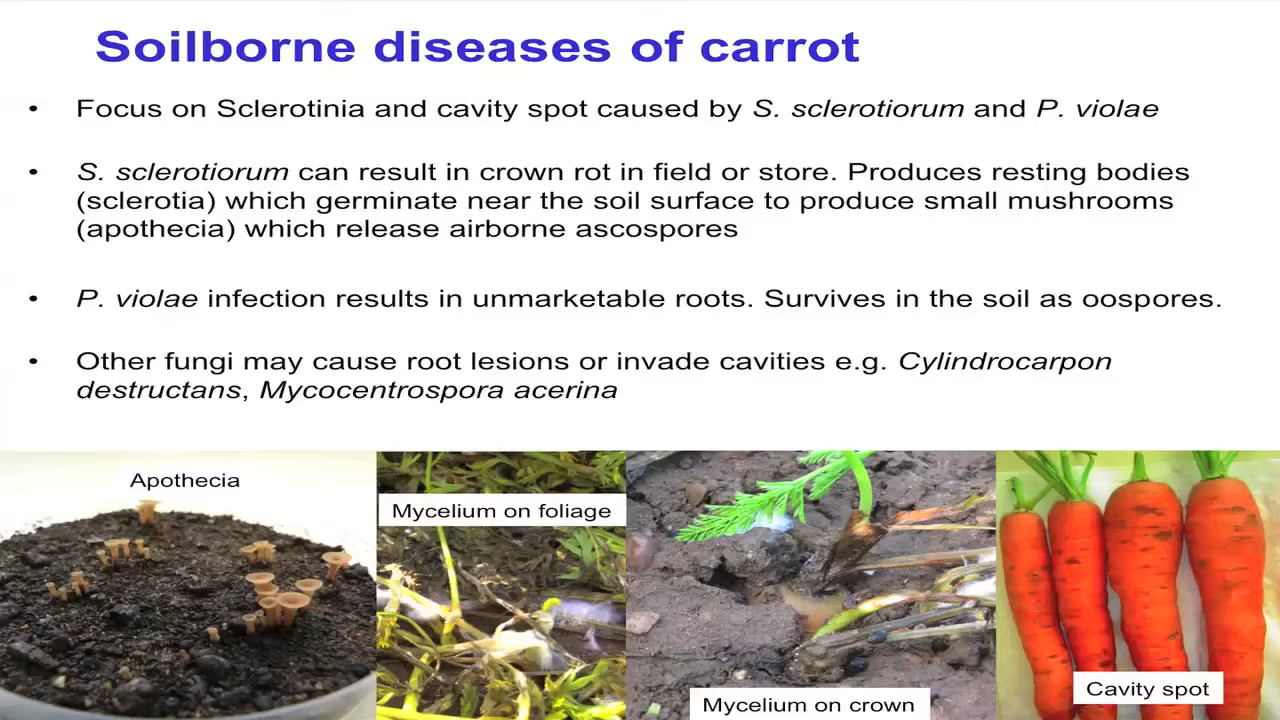 Soilborne diseases of carrot
• Focus on Sclerotinia and cavity spot caused by S. sclerotiorum and P. violae
• S. sclerotiorum can result in crown rot in field or store. Produces resting bodies
(sclerotia) which germinate near the soil surface to produce small mushrooms
(apothecia) which release airborne ascospores
• P. violae infection results in unmarketable roots. Survives in the soil as oospores.
• Other fungi may cause root lesions or invade cavities e.g. Cylindrocarpon
destructans, Mycocentrospora acerina
Apothecia
Mycelium on foliage
Mycelium on crown
Cavity spot